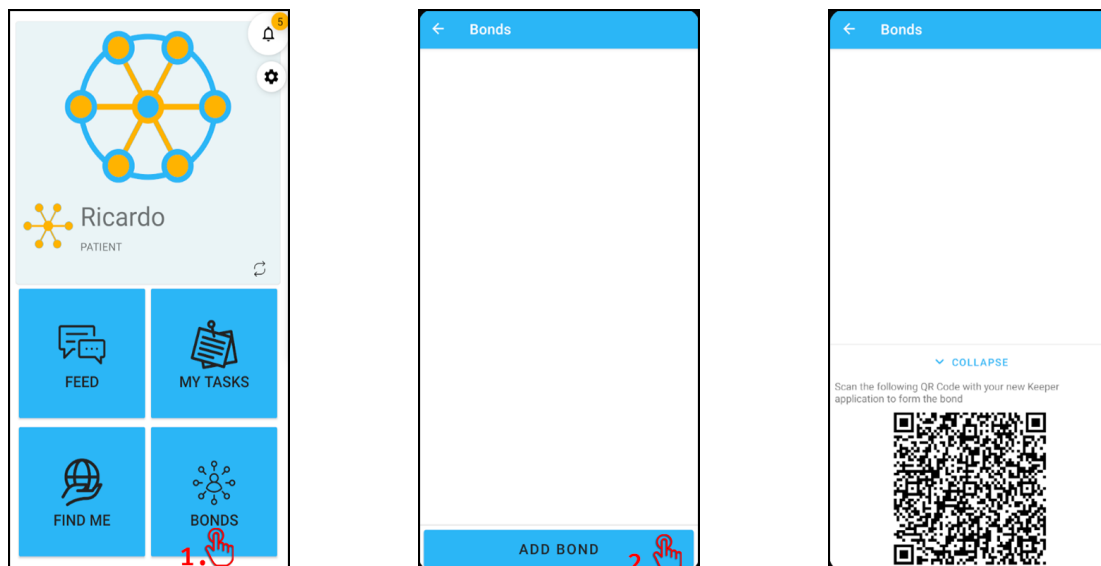 5
Ricardo
PATIENT
FEED
MY TASKS
FIND ME
BONDS
1.
Bonds
ADD BOND
2
Bonds
COLLAPSE
Scan the following QR Code with your new Keeper
application to form the bond